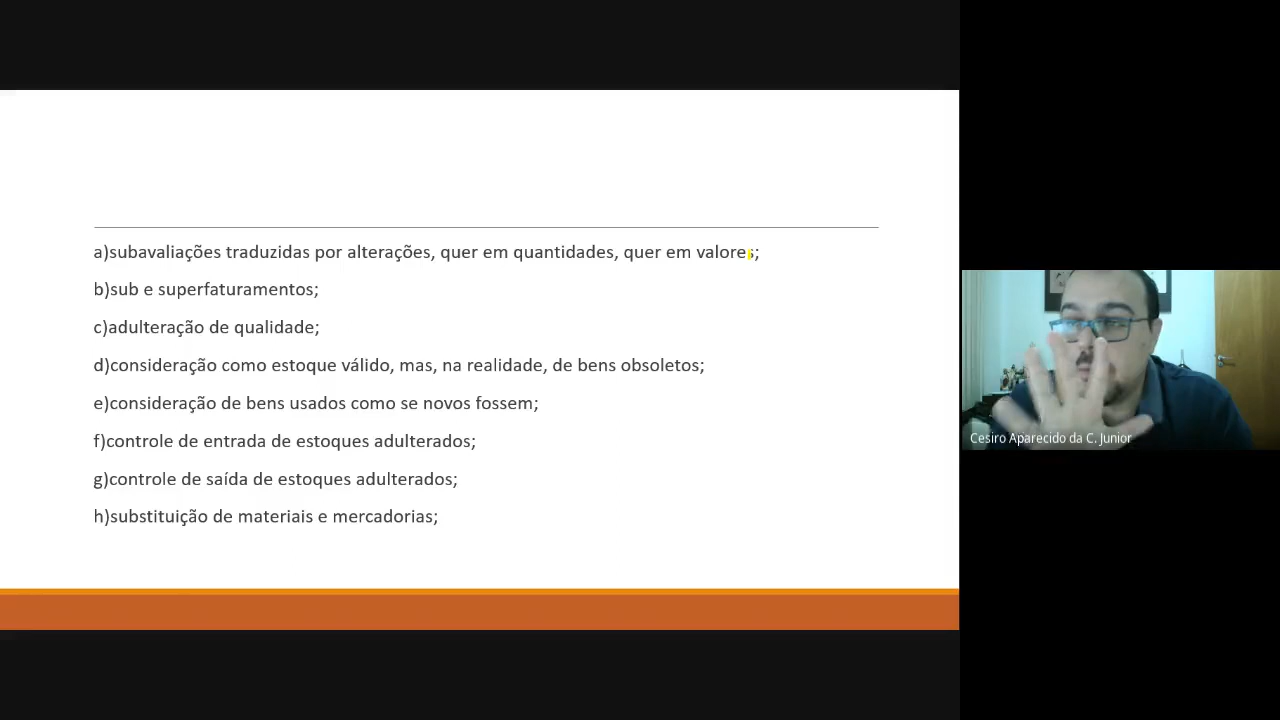 a)subavaliações traduzidas por alterações, quer em quantidades, quer em valores;
b)sub e superfaturamentos;
c)adulteração de qualidade;
d)consideração como estoque válido, mas, na realidade, de bens obsoletos;
e)consideração de bens usados como se novos fossem;
f)controle de entrada de estoques adulterados;
g)controle de saída de estoques adulterados;
h)substituição de materiais e mercadorias;
Cesiro Aparecido da C. Junior